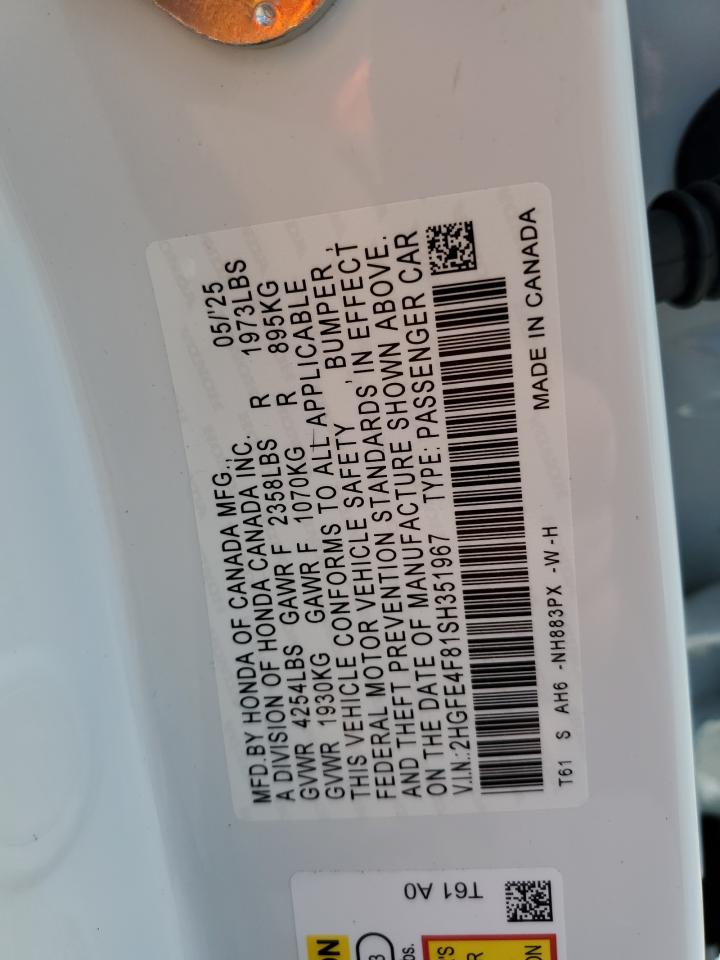 MFD.BY HONDA OF CANADA MFG., 05/'25
A DIVISION OF HONDA CANADA INC.
GVWR 4254LBS GAWR F 2358LBS R 1973LBS
GVWR 1930KG GAWR F 1070KG R 895KG
THIS VEHICLE CONFORMS TO ALL APPLICABLE
FEDERAL MOTOR VEHICLE SAFETY, BUMPER,
AND THEFT PREVENTION STANDARDS IN EFFECT
ON THE DATE OF MANUFACTURE SHOWN ABOVE.
V.I.N.:2HGFE4F81SH351967 TYPE: PASSENGER CAR
MADE IN CANADA
T61 S AH6 -NH883PX -W-H
T61 A0